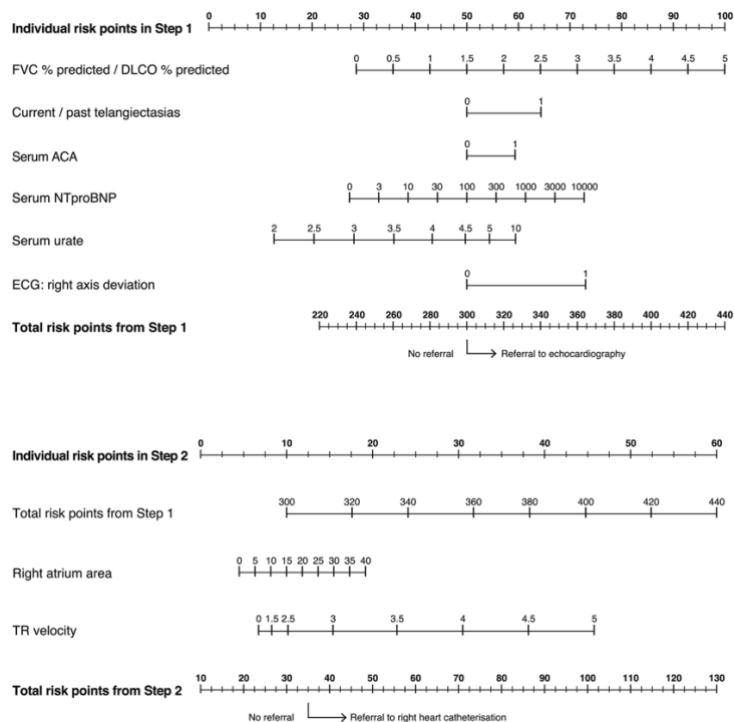 0 10 20 30 40 50 60 70 80 90 100
Individual risk points in Step 1
0 0.5 1 1.5 2 2.5 3 3.5 4 4.5 5
FVC % predicted / DLCO % predicted
0 1
Current / past telangiectasias
0 1
Serum ACA
0 3 10 30 100 300 1000 3000 10000
Serum NTproBNP
2 2.5 3 3.5 4 4.5 5 10
Serum urate
0 1
ECG: right axis deviation
220 240 260 280 300 320 340 360 380 400 420 440
Total risk points from Step 1
No referral Referral to echocardiography
0 10 20 30 40 50 60
Individual risk points in Step 2
300 320 340 360 380 400 420 440
Total risk points from Step 1
0 5 10 15 20 25 30 35 40
Right atrium area
0 1.5 2.5 3 3.5 4 4.5 5
TR velocity
10 20 30 40 50 60 70 80 90 100 110 120 130
Total risk points from Step 2
No referral Referral to right heart catheterisation